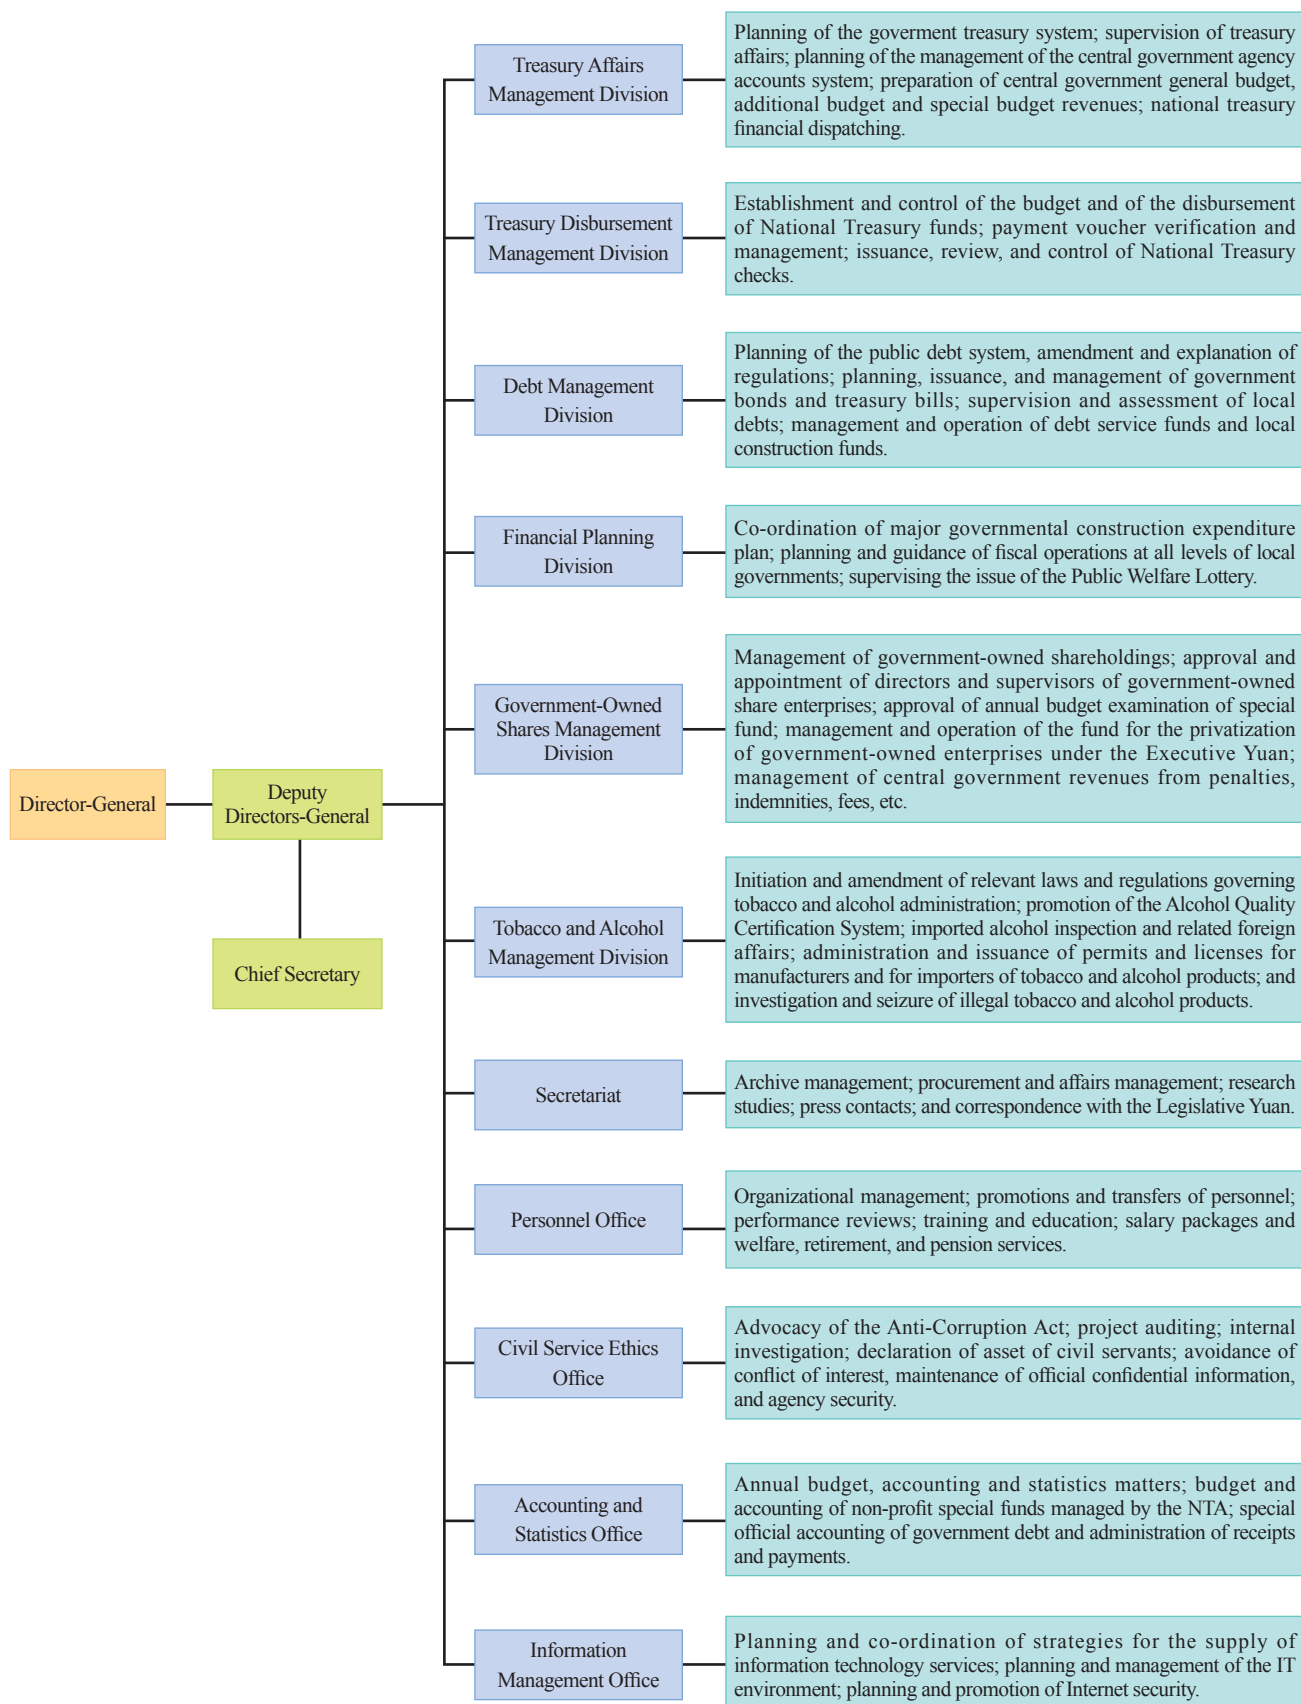 Director-General
Deputy
Directors-General
Chief Secretary
Treasury Affairs
Management Division
Planning of the goverment treasury system; supervision of treasury
affairs; planning of the management of the central government agency
accounts system; preparation of central government general budget,
additional budget and special budget revenues; national treasury
financial dispatching.
Treasury Disbursement
Management Division
Establishment and control of the budget and of the disbursement
of National Treasury funds; payment voucher verification and
management; issuance, review, and control of National Treasury
checks.
Debt Management
Division
Planning of the public debt system, amendment and explanation of
regulations; planning, issuance, and management of government
bonds and treasury bills; supervision and assessment of local
debts; management and operation of debt service funds and local
construction funds.
Financial Planning
Division
Co-ordination of major governmental construction expenditure
plan; planning and guidance of fiscal operations at all levels of local
governments; supervising the issue of the Public Welfare Lottery.
Government-Owned
Shares Management
Division
Management of government-owned shareholdings; approval and
appointment of directors and supervisors of government-owned
share enterprises; approval of annual budget examination of special
fund; management and operation of the fund for the privatization
of government-owned enterprises under the Executive Yuan;
management of central government revenues from penalties,
indemnities, fees, etc.
Tobacco and Alcohol
Management Division
Initiation and amendment of relevant laws and regulations governing
tobacco and alcohol administration; promotion of the Alcohol Quality
Certification System; imported alcohol inspection and related foreign
affairs; administration and issuance of permits and licenses for
manufacturers and for importers of tobacco and alcohol products; and
investigation and seizure of illegal tobacco and alcohol products.
Secretariat
Archive management; procurement and affairs management; research
studies; press contacts; and correspondence with the Legislative Yuan.
Personnel Office
Organizational management; promotions and transfers of personnel;
performance reviews; training and education; salary packages and
welfare, retirement, and pension services.
Civil Service Ethics
Office
Advocacy of the Anti-Corruption Act; project auditing; internal
investigation; declaration of asset of civil servants; avoidance of
conflict of interest, maintenance of official confidential information,
and agency security.
Accounting and
Statistics Office
Annual budget, accounting and statistics matters; budget and
accounting of non-profit special funds managed by the NTA; special
official accounting of government debt and administration of receipts
and payments.
Information
Management Office
Planning and co-ordination of strategies for the supply of
information technology services; planning and management of the IT
environment; planning and promotion of Internet security.